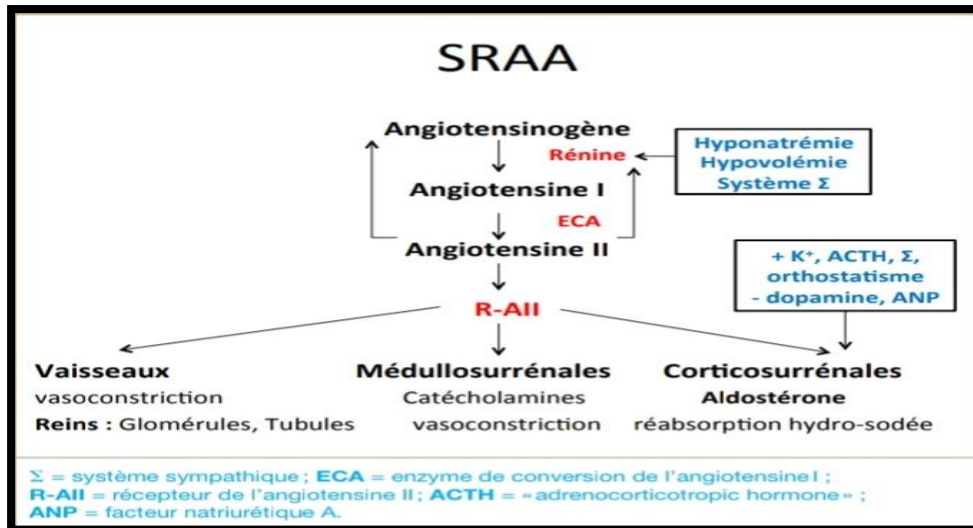 SRAA
Angiotensinogène
Rénine
Hyponatrémie
Hypovolémie
Système Σ
Angiotensine I
ECA
Angiotensine II
+ K⁺, ACTH, Σ,
orthostatisme
- dopamine, ANP
R-AII
Vaisseaux
vasoconstriction
Reins : Glomérules, Tubules
Médullosurrénales
Catécholamines
vasoconstriction
Corticosurrénales
Aldostérone
réabsorption hydro-sodée
Σ = système sympathique ; ECA = enzyme de conversion de l'angiotensine I ;
R-AII = récepteur de l'angiotensine II ; ACTH = «adrenocorticotropic hormone» ;
ANP = facteur natriurétique A.